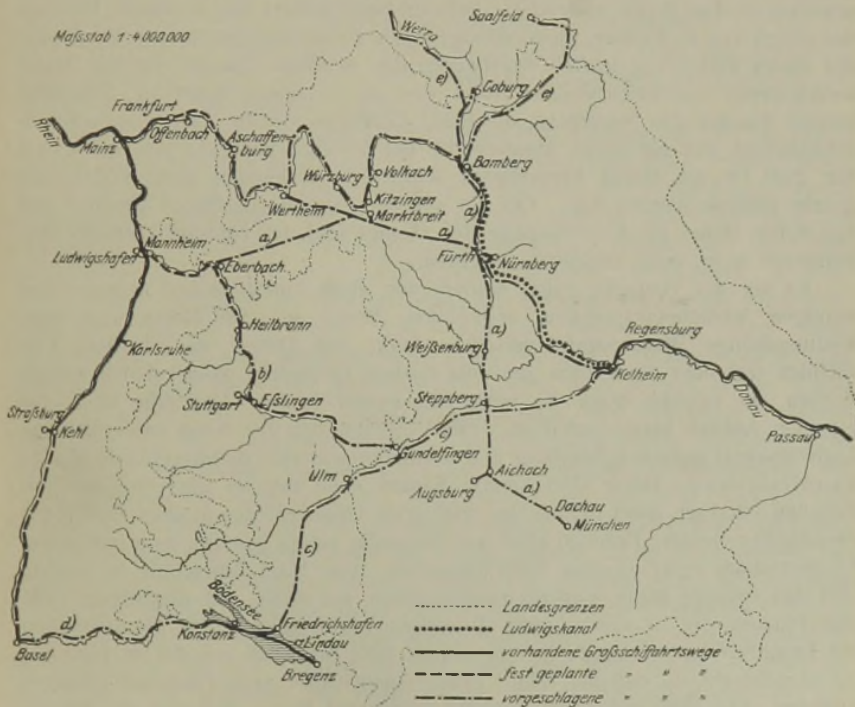 Maßstab 1:4000000
Werra
Saalfeld
e)
Coburg
e)
Frankfurt
Offenbach
Rhein
Mainz
Aschaffen-
burg
Bamberg
Würzburg
Volkach
Kitzingen
Marktbreit
Wertheim
a)
Mannheim
Ludwigshafen
a)
a)
Fürth
Nürnberg
Eberbach
Heilbronn
a)
Regensburg
Karlsruhe
Weißenburg
Kelheim
b)
Stuttgart
Eßlingen
Steppberg
Donau
Straßburg
Kehl
c)
Passau
Gundelfingen
Ulm
Aichach
Augsburg
a)
Dachau
München
c)
Bodensee
d)
Konstanz
Friedrichshafen
Lindau
Basel
Bregenz
Landesgrenzen
Ludwigskanal
vorhandene Großschiffahrtswege
fest geplante " " "
vorgeschlagene " " "